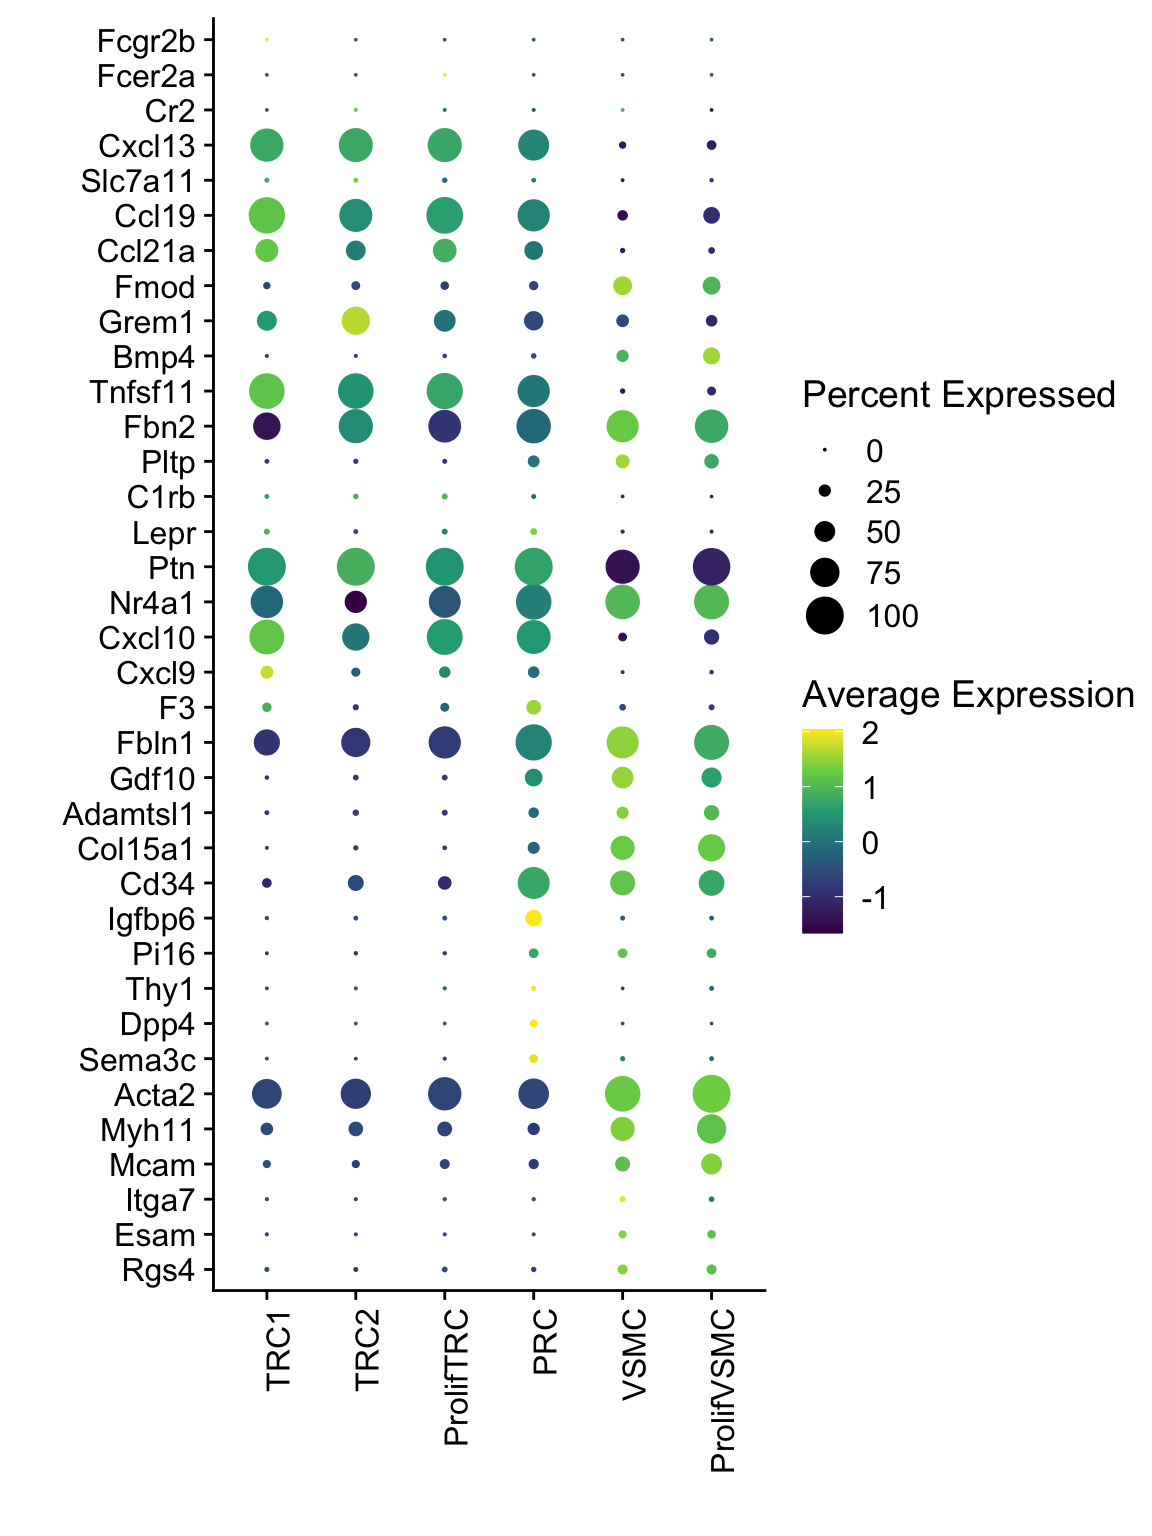 Fcgr2b
Fcer2a
Cr2
Cxcl13
Slc7a11
Ccl19
Ccl21a
Fmod
Grem1
Bmp4
Tnfsf11
Fbn2
Pltp
C1rb
Lepr
Ptn
Nr4a1
Cxcl10
Cxcl9
F3
Fbln1
Gdf10
Adamtsl1
Col15a1
Cd34
Igfbp6
Pi16
Thy1
Dpp4
Sema3c
Acta2
Myh11
Mcam
Itga7
Esam
Rgs4
TRC1
TRC2
ProlifTRC
PRC
VSMC
ProlifVSMC
Percent Expressed
0
25
50
75
100
Average Expression
2
1
0
-1